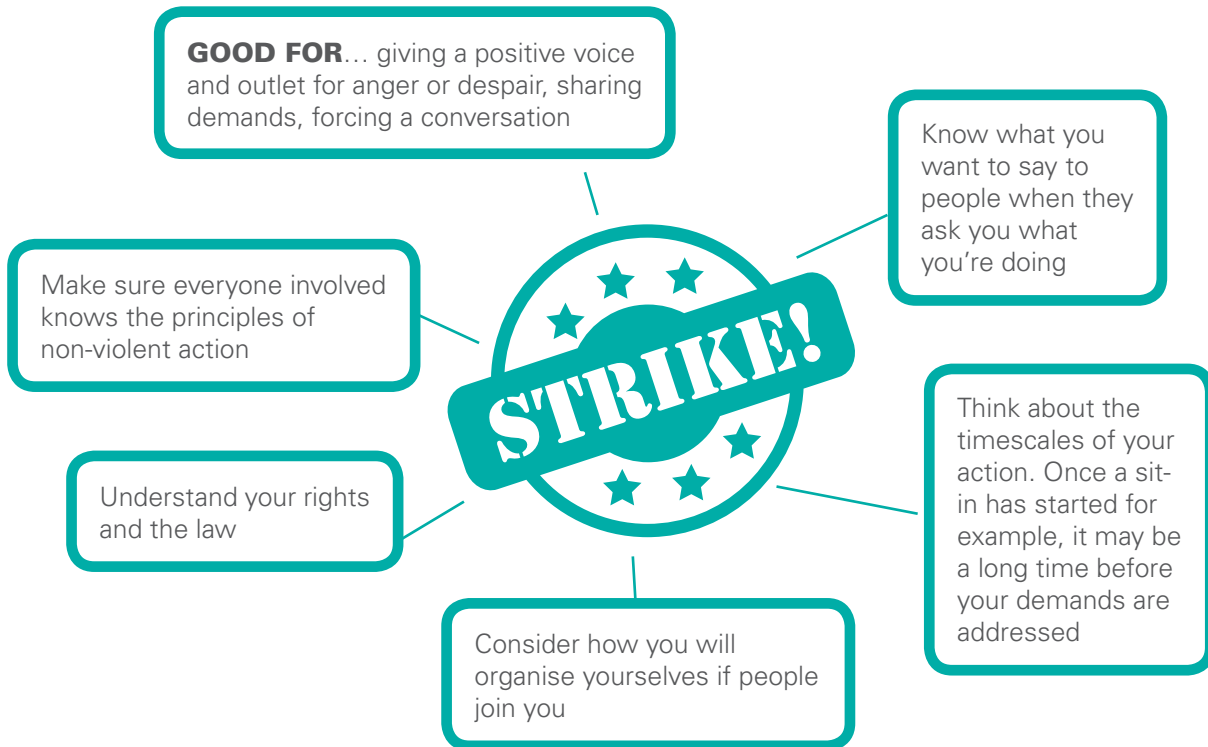 GOOD FOR… giving a positive voice
and outlet for anger or despair, sharing
demands, forcing a conversation
Know what you
want to say to
people when they
ask you what
you're doing
Make sure everyone involved
knows the principles of
non-violent action
STRIKE!
Think about the
timescales of your
action. Once a sit-
in has started for
example, it may be
a long time before
your demands are
addressed
Understand your rights
and the law
Consider how you will
organise yourselves if people
join you